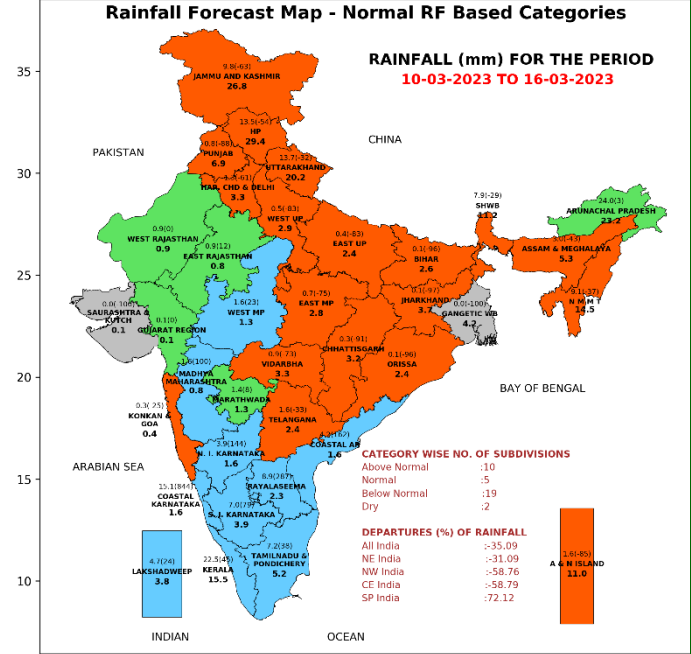 Rainfall Forecast Map - Normal RF Based Categories
RAINFALL (mm) FOR THE PERIOD
10-03-2023 TO 16-03-2023
35
30
25
20
15
10
PAKISTAN
CHINA
ARABIAN SEA
BAY OF BENGAL
INDIAN
OCEAN
9.8(-63)
JAMMU AND KASHMIR
26.8
13.5(-54)
HP
29.4
0.8(-88)
PUNJAB
6.9
13.7(-32)
UTTARAKHAND
20.2
HAR. CHD & DELHI
3.3
0.5(-83)
WEST UP
2.9
0.4(-83)
EAST UP
2.4
0.9(0)
WEST RAJASTHAN
0.9
0.9(12)
EAST RAJASTHAN
0.8
7.9(-29)
SHWB
11.2
24.0(3)
ARUNACHAL PRADESH
23.2
3.0(-43)
ASSAM & MEGHALAYA
5.3
9.1(-37)
N M M T
14.5
0.1(-96)
BIHAR
2.6
0.1(-97)
JHARKHAND
3.7
0.0(-100)
GANGETIC WB
4.2
0.0(-100)
SAURASHTRA &
KUTCH
0.1
0.1(0)
GUJARAT REGION
0.1
1.6(23)
WEST MP
1.3
0.7(-75)
EAST MP
2.8
0.3(-91)
CHHATTISGARH
3.2
0.1(-96)
ORISSA
2.4
1.6(100)
MADHYA
MAHARASHTRA
0.8
0.9(-73)
VIDARBHA
3.3
1.4(8)
MARATHWADA
1.3
0.3(-25)
KONKAN &
GOA
0.4
1.6(-33)
TELANGANA
2.4
4.2(162)
COASTAL AP
1.6
3.9(144)
N. I. KARNATAKA
1.6
8.9(287)
RAYALASEEMA
2.3
15.1(844)
COASTAL
KARNATAKA
1.6
7.0(79)
S. I. KARNATAKA
3.9
7.2(38)
TAMILNADU &
PONDICHERY
5.2
22.5(45)
KERALA
15.5
4.7(24)
LAKSHADWEEP
3.8
1.6(-85)
A & N ISLAND
11.0
CATEGORY WISE NO. OF SUBDIVISIONS
Above Normal :10
Normal :5
Below Normal :19
Dry :2
DEPARTURES (%) OF RAINFALL
All India :-35.09
NE India :-31.09
NW India :-58.76
CE India :-58.79
SP India :72.12